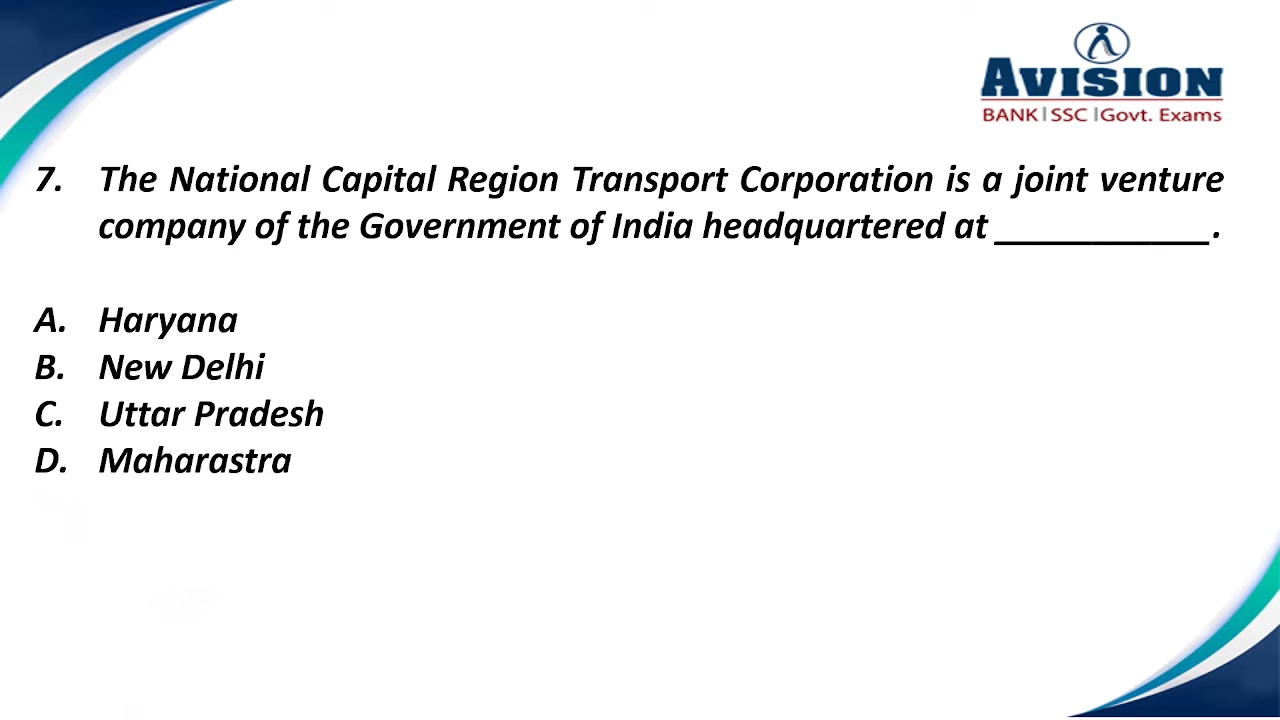 AVISION
BANK | SSC | Govt. Exams
7. The National Capital Region Transport Corporation is a joint venture
company of the Government of India headquartered at ___________.
A. Haryana
B. New Delhi
C. Uttar Pradesh
D. Maharastra